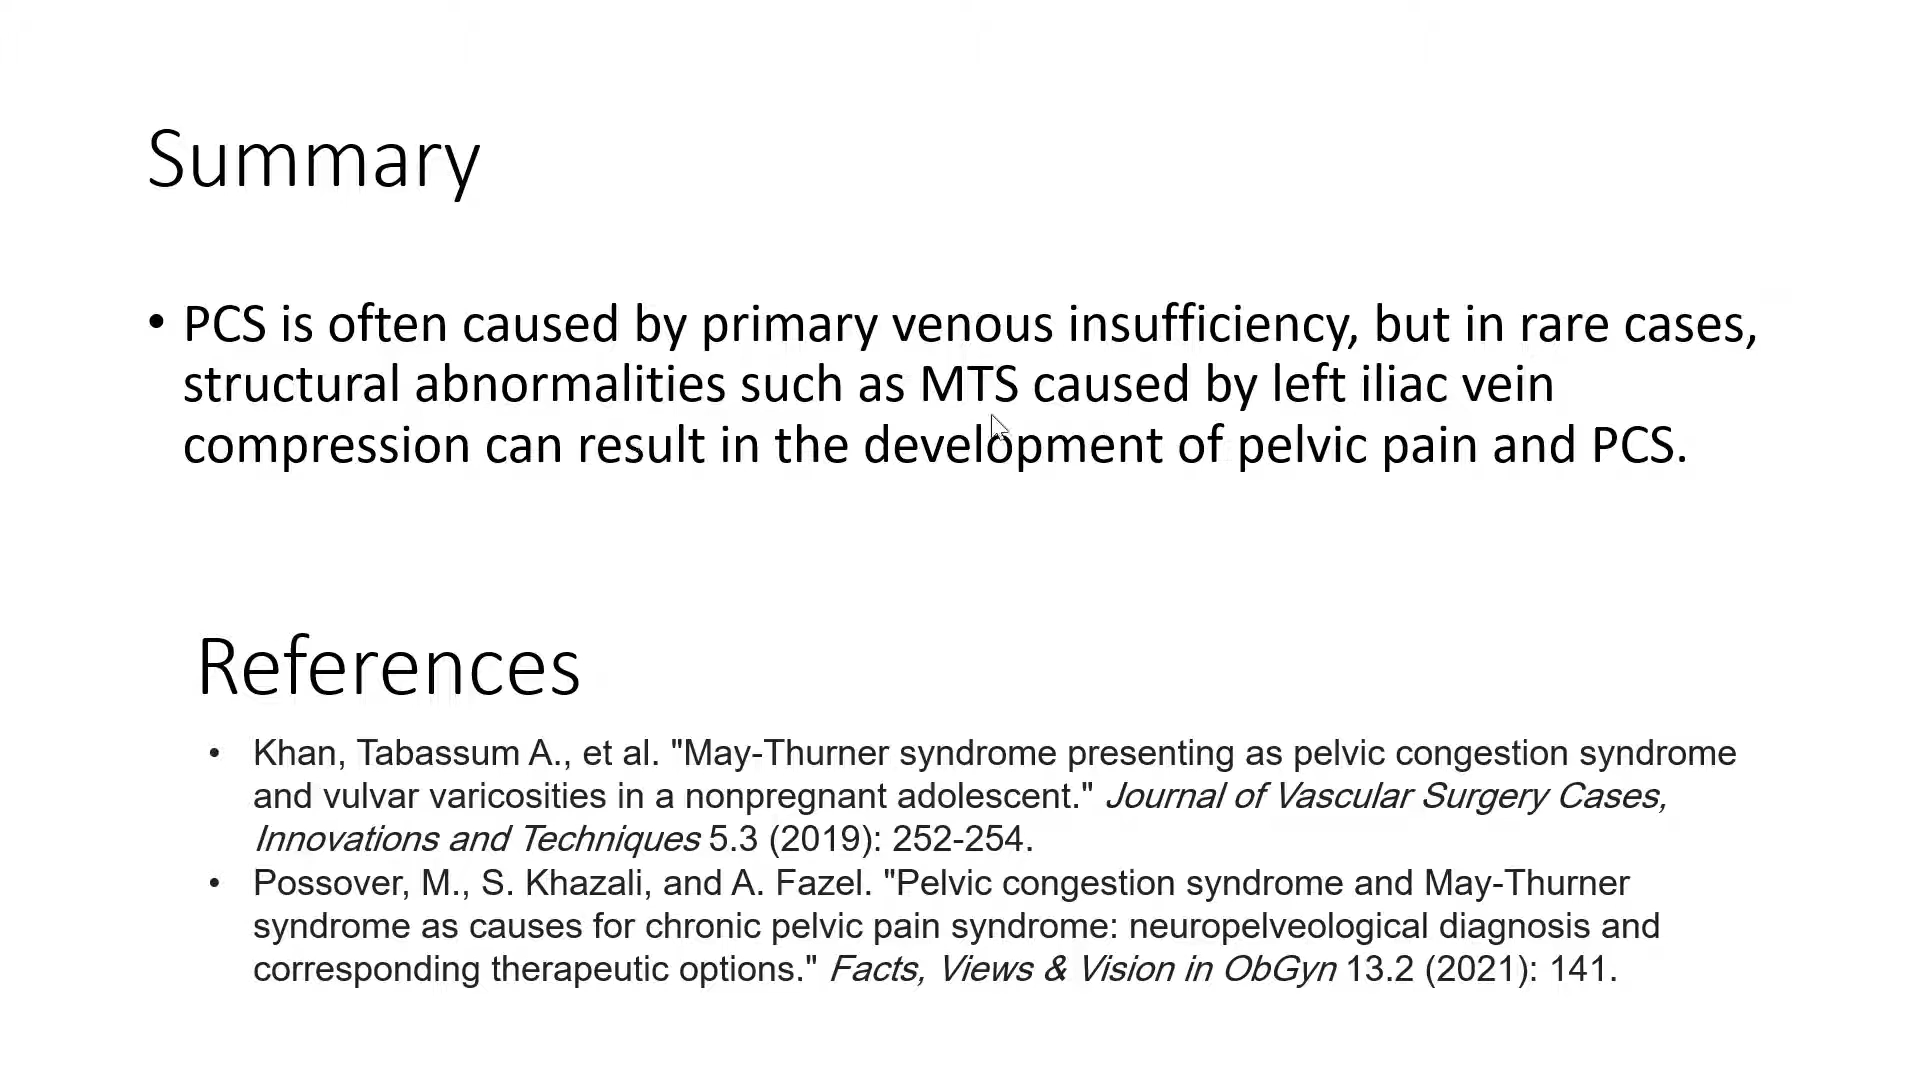 Summary
• PCS is often caused by primary venous insufficiency, but in rare cases,
structural abnormalities such as MTS caused by left iliac vein
compression can result in the development of pelvic pain and PCS.
References
• Khan, Tabassum A., et al. "May-Thurner syndrome presenting as pelvic congestion syndrome
and vulvar varicosities in a nonpregnant adolescent." Journal of Vascular Surgery Cases,
Innovations and Techniques 5.3 (2019): 252-254.
• Possover, M., S. Khazali, and A. Fazel. "Pelvic congestion syndrome and May-Thurner
syndrome as causes for chronic pelvic pain syndrome: neuropelveological diagnosis and
corresponding therapeutic options." Facts, Views & Vision in ObGyn 13.2 (2021): 141.